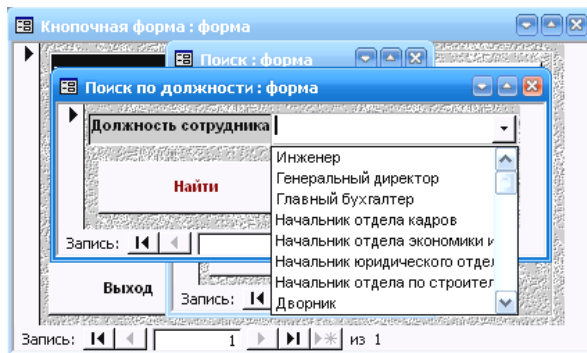 Кнопочная форма : форма
Поиск : форма
Поиск по должности : форма
Должность сотрудника
Инженер
Генеральный директор
Главный бухгалтер
Начальник отдела кадров
Начальник отдела экономики и
Начальник юридического отдел
Начальник отдела по строител
Дворник
Найти
Запись:
Выход
Запись:
Запись: 1 из 1